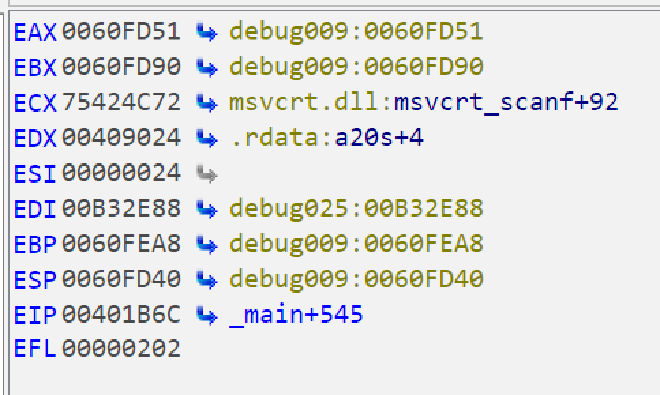 EAX 0060FD51 debug009:0060FD51
EBX 0060FD90 debug009:0060FD90
ECX 75424C72 msvcrt.dll:msvcrt_scanf+92
EDX 00409024 .rdata:a20s+4
ESI 00000024
EDI 00B32E88 debug025:00B32E88
EBP 0060FEA8 debug009:0060FEA8
ESP 0060FD40 debug009:0060FD40
EIP 00401B6C _main+545
EFL 00000202